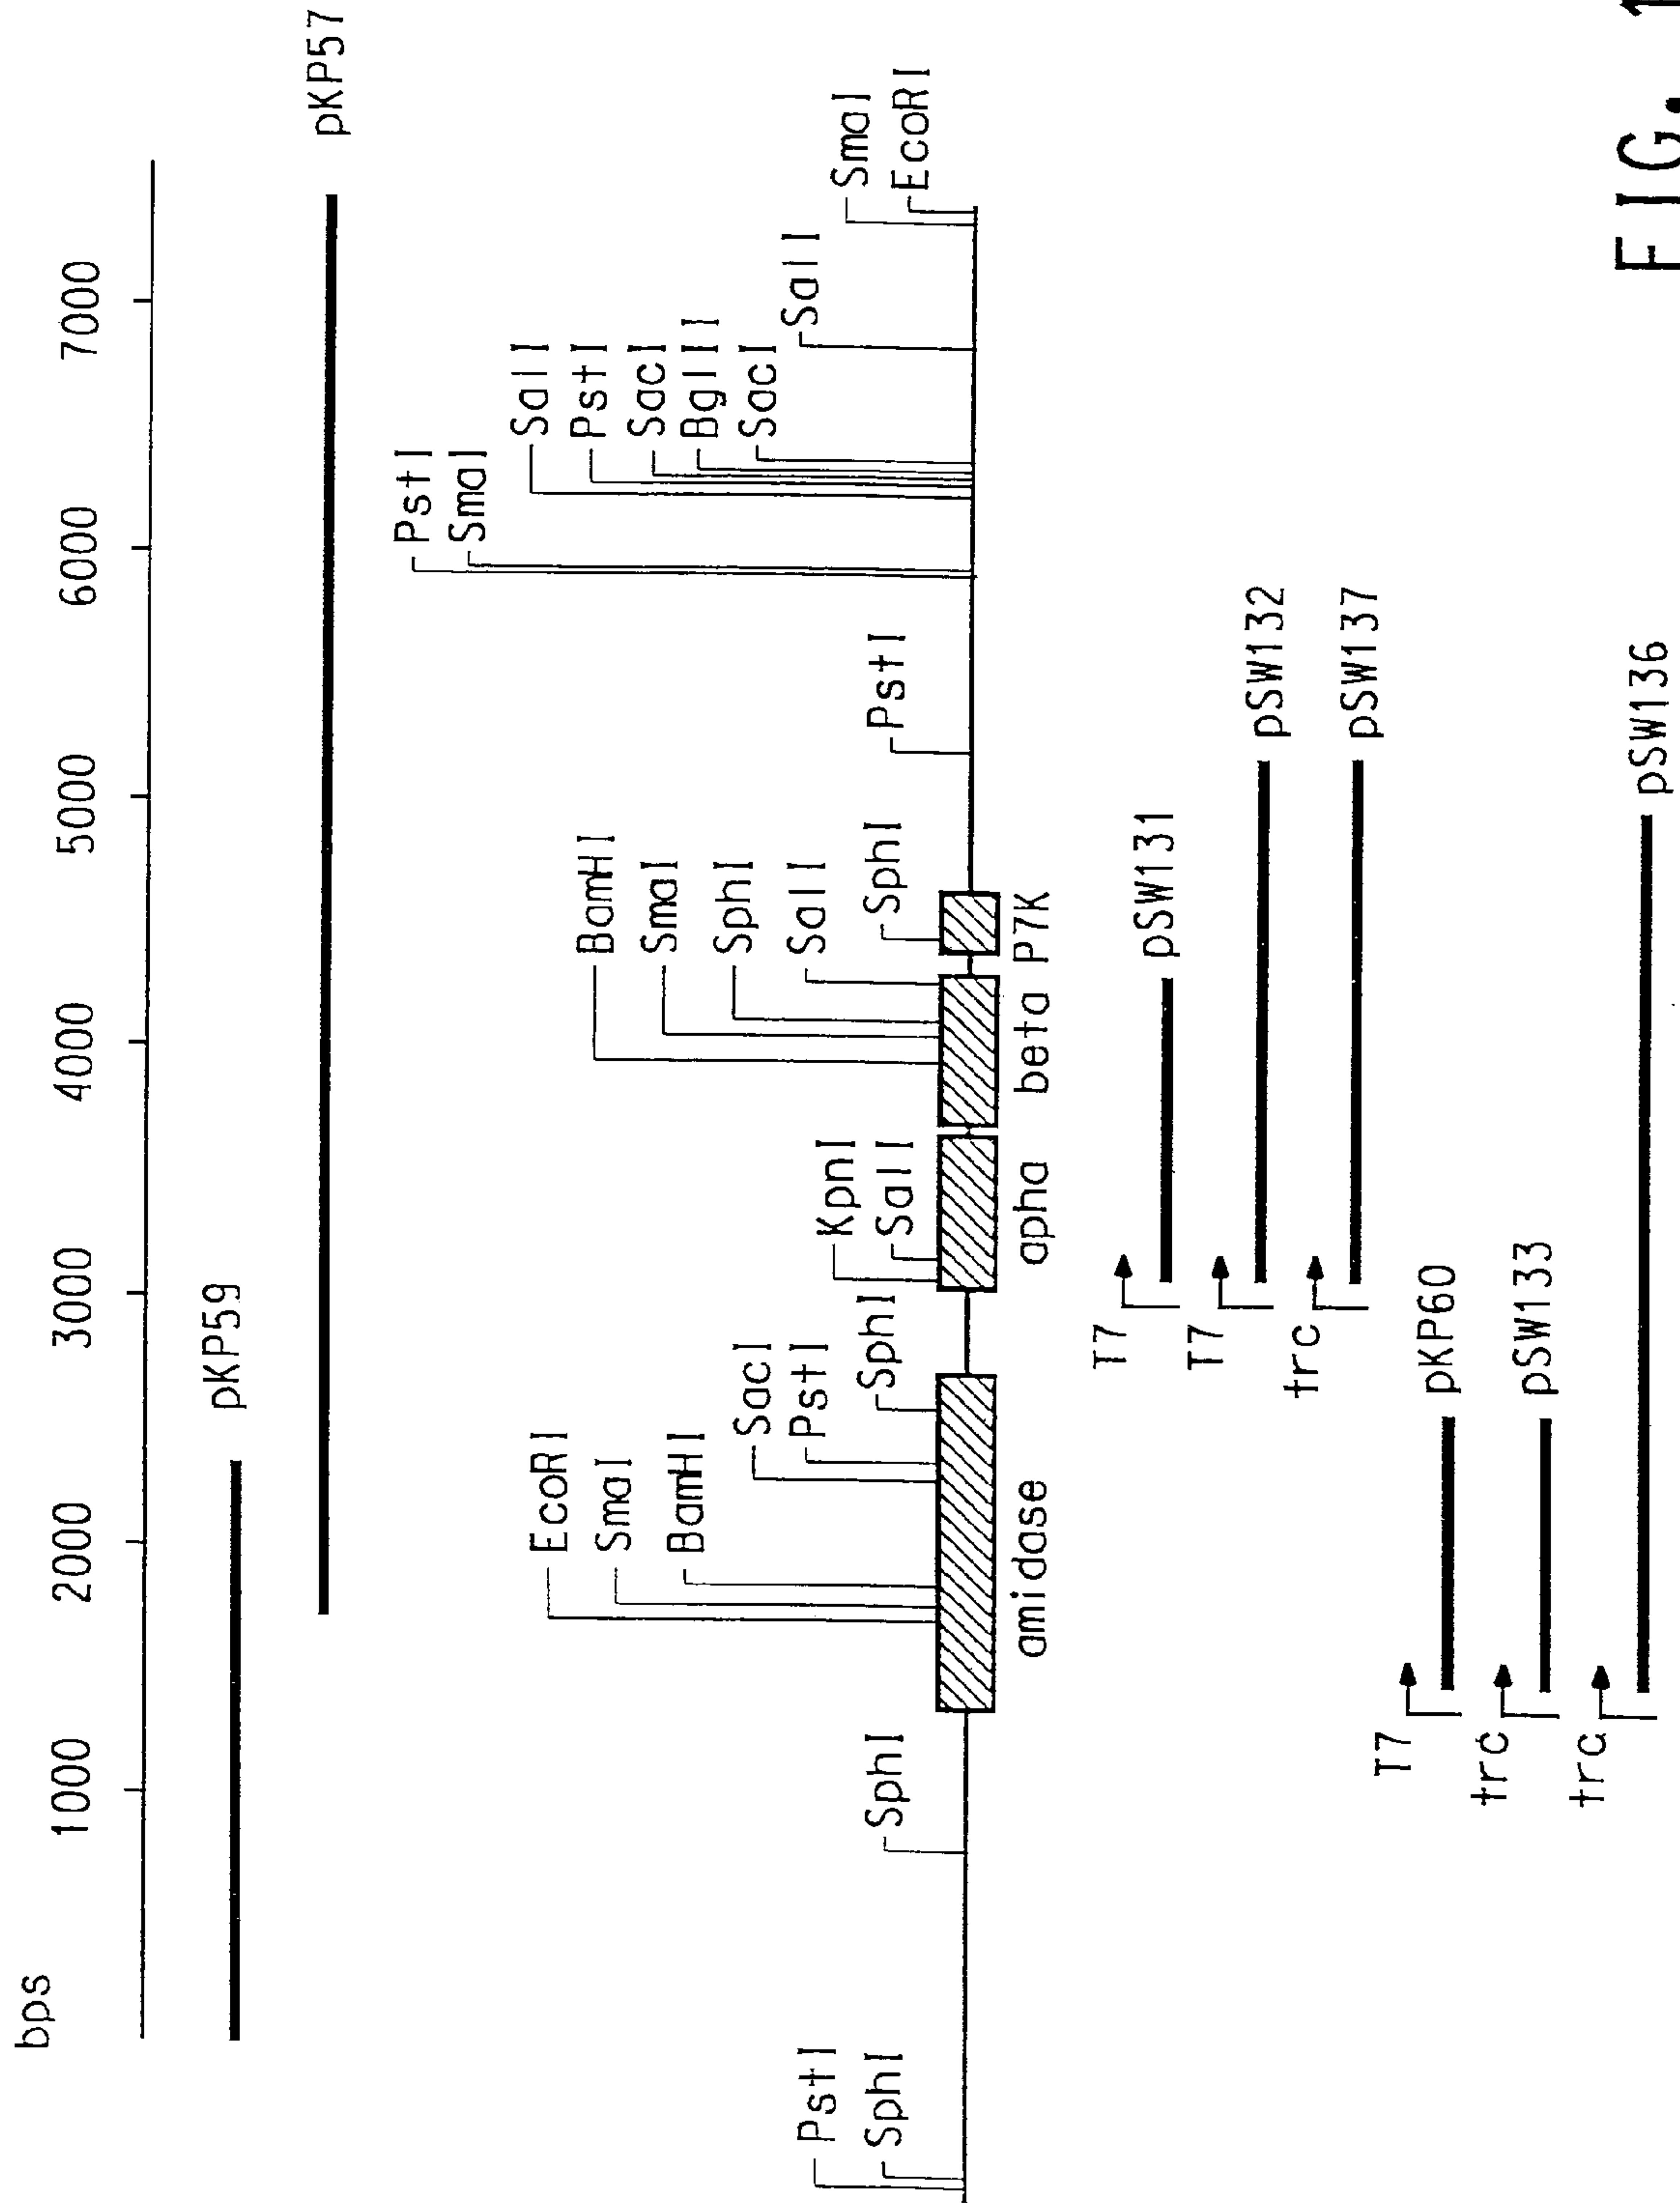 bps
1000
2000
3000
4000
5000
6000
7000
pKP59
pKP57
PstI
SphI
SphI
EcoRI
SmaI
BamHI
SacI
PstI
SphI
KpnI
SalI
BamHI
SmaI
SphI
SalI
SphI
PstI
PstI
SmaI
SalI
PstI
SacI
BglII
SacI
SalI
SmaI
EcoRI
amidase
apha
beta
P7K
T7
pSW131
T7
pSW132
trc
pSW137
T7
pKP60
trc
pSW133
trc
pSW136
FIG. 1